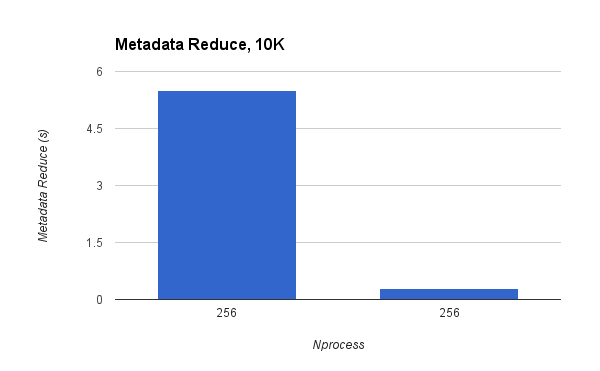 Metadata Reduce, 10K
6
4.5
3
1.5
0
Metadata Reduce (s)
256 256
Nprocess